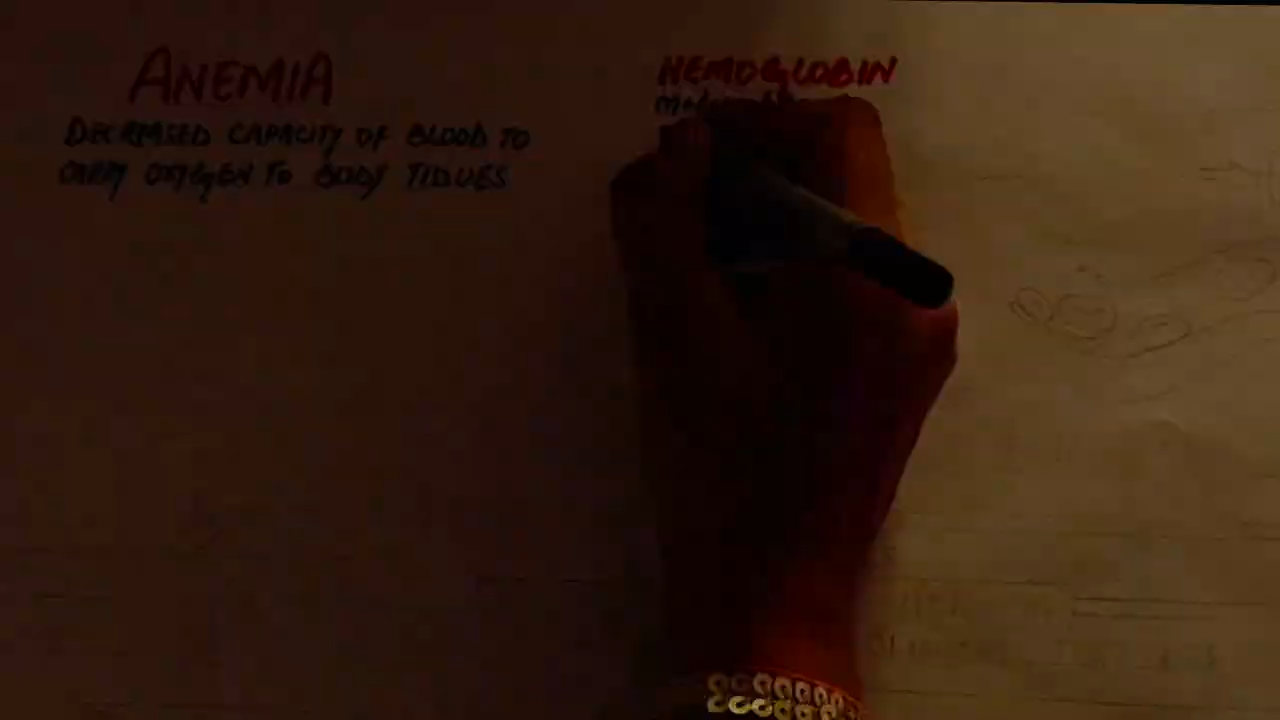 ANEMIA
DECREASED CAPACITY OF BLOOD TO
CARRY OXYGEN TO BODY TISSUES
HEMOGLOBIN